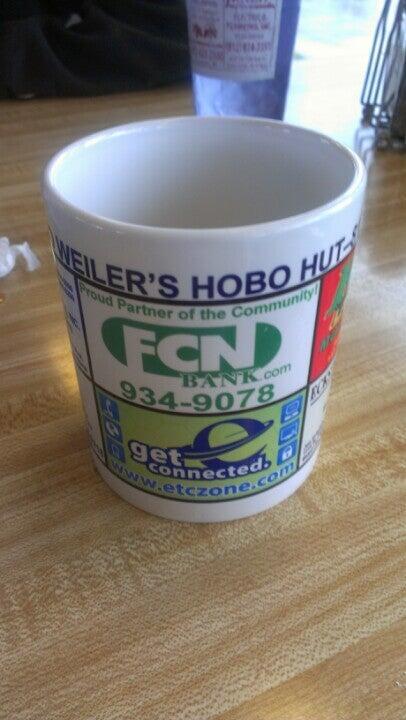 WEILER'S HOBO HUT-S
Proud Partner of the Community!
FCN
BANK.com
934-9078
get
connected.
www.etczone.com